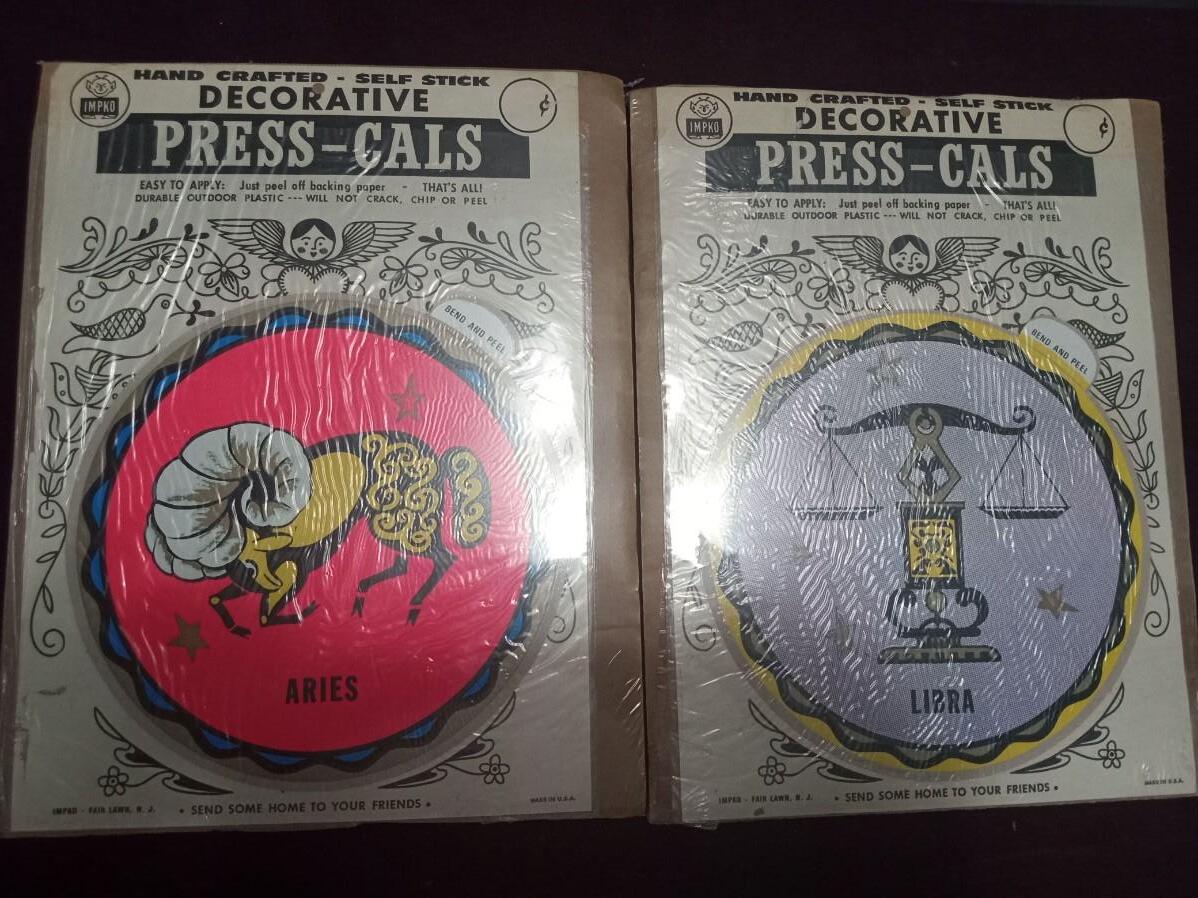 HAND CRAFTED - SELF STICK
IMPKO
DECORATIVE
¢
PRESS-CALS
EASY TO APPLY: Just peel off backing paper - THAT'S ALL!
DURABLE OUTDOOR PLASTIC --- WILL NOT CRACK, CHIP OR PEEL
BEND AND PEEL
ARIES
IMPKO - FAIR LAWN, N. J.
• SEND SOME HOME TO YOUR FRIENDS •
MADE IN U.S.A.
HAND CRAFTED - SELF STICK
IMPKO
DECORATIVE
¢
PRESS-CALS
EASY TO APPLY: Just peel off backing paper - THAT'S ALL!
DURABLE OUTDOOR PLASTIC --- WILL NOT CRACK, CHIP OR PEEL
BEND AND PEEL
LIBRA
IMPKO - FAIR LAWN, N. J.
• SEND SOME HOME TO YOUR FRIENDS •
MADE IN U.S.A.